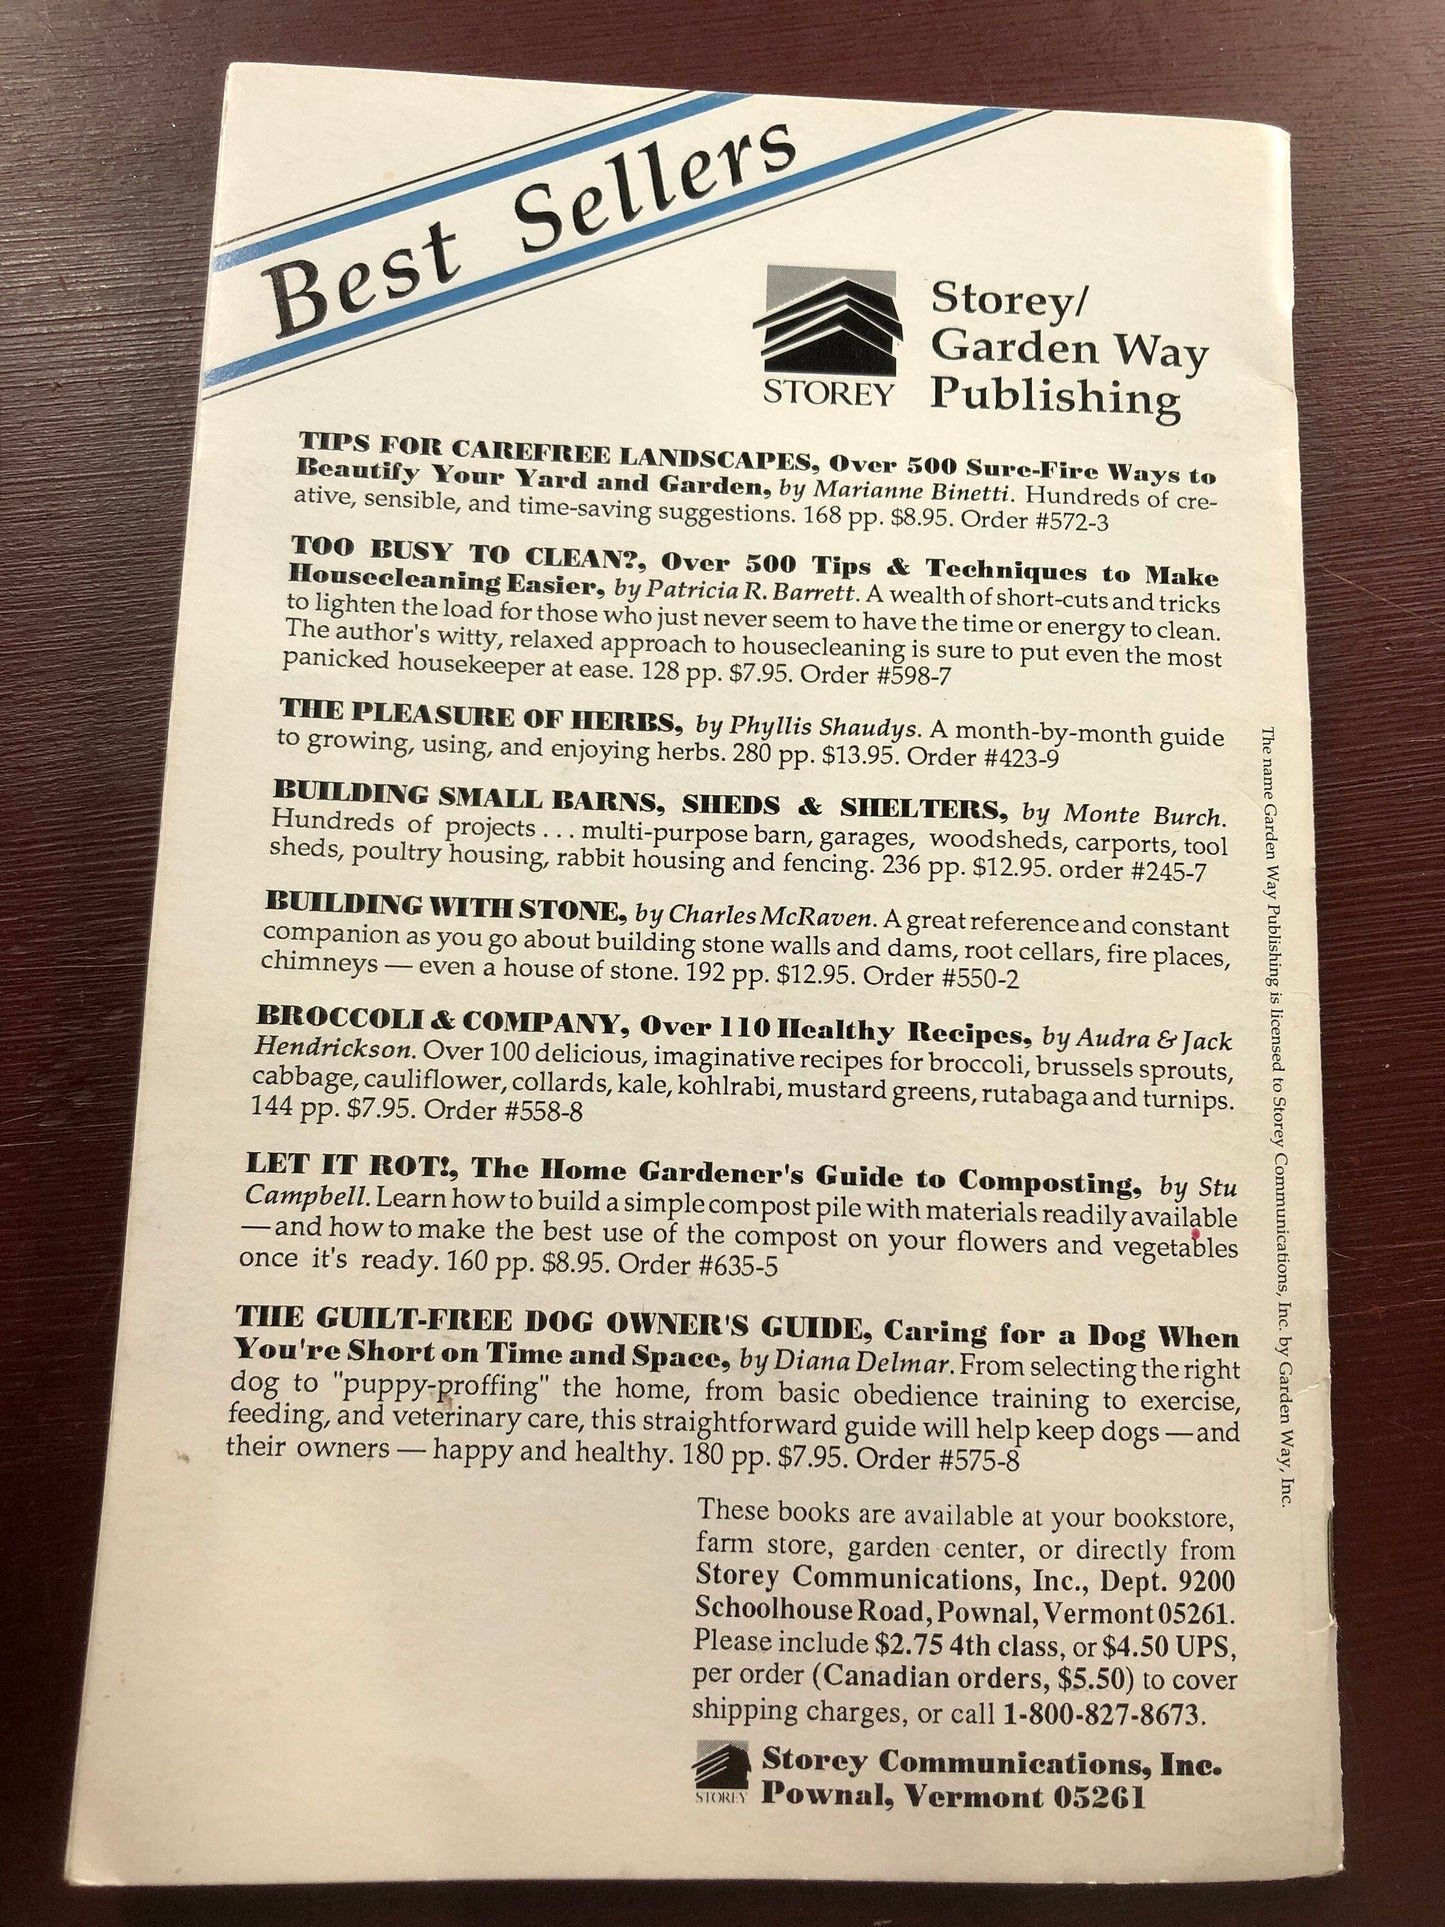 Best Sellers
STOREY
Storey/
Garden Way
Publishing
TIPS FOR CAREFREE LANDSCAPES, Over 500 Sure-Fire Ways to
Beautify Your Yard and Garden, by Marianne Binetti. Hundreds of cre-
ative, sensible, and time-saving suggestions. 168 pp. $8.95. Order #572-3
TOO BUSY TO CLEAN?, Over 500 Tips & Techniques to Make
Housecleaning Easier, by Patricia R. Barrett. A wealth of short-cuts and tricks
to lighten the load for those who just never seem to have the time or energy to clean.
The author's witty, relaxed approach to housecleaning is sure to put even the most
panicked housekeeper at ease. 128 pp. $7.95. Order #598-7
THE PLEASURE OF HERBS, by Phyllis Shaudys. A month-by-month guide
to growing, using, and enjoying herbs. 280 pp. $13.95. Order #423-9
BUILDING SMALL BARNS, SHEDS & SHELTERS, by Monte Burch.
Hundreds of projects . . . multi-purpose barn, garages, woodsheds, carports, tool
sheds, poultry housing, rabbit housing and fencing. 236 pp. $12.95. order #245-7
BUILDING WITH STONE, by Charles McRaven. A great reference and constant
companion as you go about building stone walls and dams, root cellars, fire places,
chimneys — even a house of stone. 192 pp. $12.95. Order #550-2
BROCCOLI & COMPANY, Over 110 Healthy Recipes, by Audra & Jack
Hendrickson. Over 100 delicious, imaginative recipes for broccoli, brussels sprouts,
cabbage, cauliflower, collards, kale, kohlrabi, mustard greens, rutabaga and turnips.
144 pp. $7.95. Order #558-8
LET IT ROT!, The Home Gardener's Guide to Composting, by Stu
Campbell. Learn how to build a simple compost pile with materials readily available
—and how to make the best use of the compost on your flowers and vegetables
once it's ready. 160 pp. $8.95. Order #635-5
THE GUILT-FREE DOG OWNER'S GUIDE, Caring for a Dog When
You're Short on Time and Space, by Diana Delmar. From selecting the right
dog to "puppy-proffing" the home, from basic obedience training to exercise,
feeding, and veterinary care, this straightforward guide will help keep dogs —and
their owners — happy and healthy. 180 pp. $7.95. Order #575-8
These books are available at your bookstore,
farm store, garden center, or directly from
Storey Communications, Inc., Dept. 9200
Schoolhouse Road, Pownal, Vermont 05261.
Please include $2.75 4th class, or $4.50 UPS,
per order (Canadian orders, $5.50) to cover
shipping charges, or call 1-800-827-8673.
STOREY
Storey Communications, Inc.
Pownal, Vermont 05261
The name Garden Way Publishing is licensed to Storey Communications, Inc. by Garden Way, Inc.